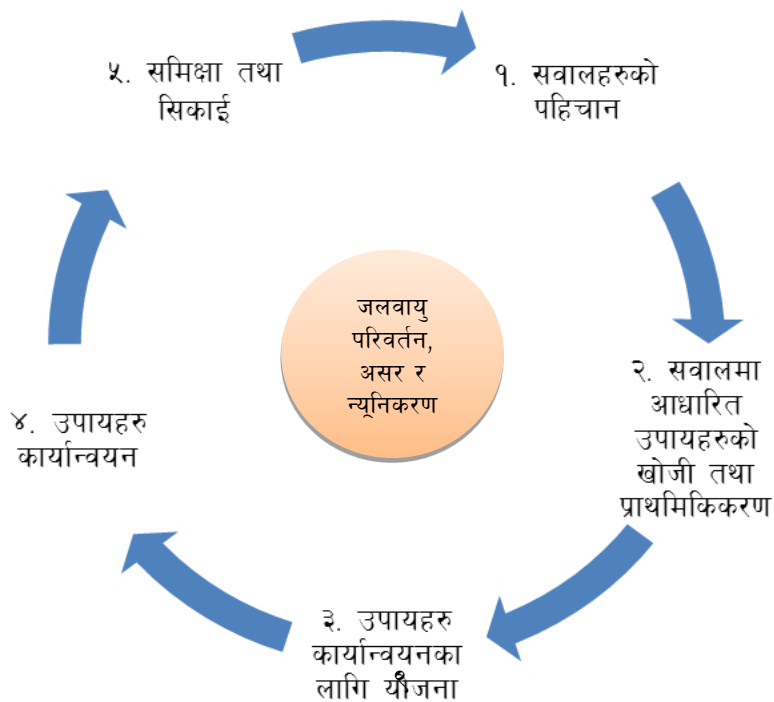 ५. समिक्षा तथा
सिकाई
१. सवालहरुको
पहिचान
जलवायु
परिवर्तन,
असर र
न्यूनिकरण
२. सवालमा
आधारित
उपायहरुको
खोजी तथा
प्राथमिकिकरण
४. उपायहरु
कार्यान्वयन
३. उपायहरु
कार्यान्वयनका
लागि योजना
१